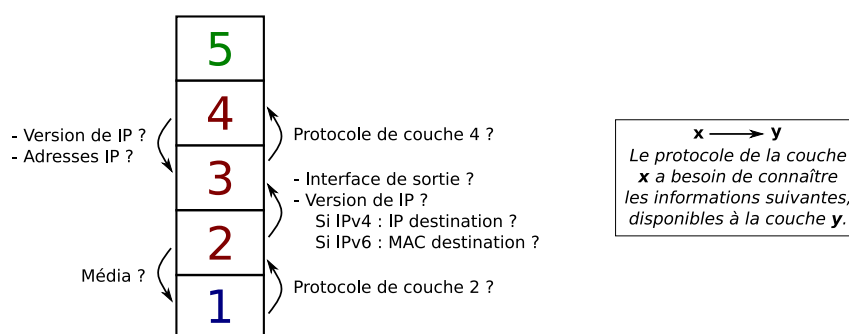 5
4
- Version de IP ?
- Adresses IP ?
Protocole de couche 4 ?
3
- Interface de sortie ?
- Version de IP ?
Si IPv4 : IP destination ?
Si IPv6 : MAC destination ?
2
Média ?
Protocole de couche 2 ?
1
x y
Le protocole de la couche
x a besoin de connaître
les informations suivantes,
disponibles à la couche y.